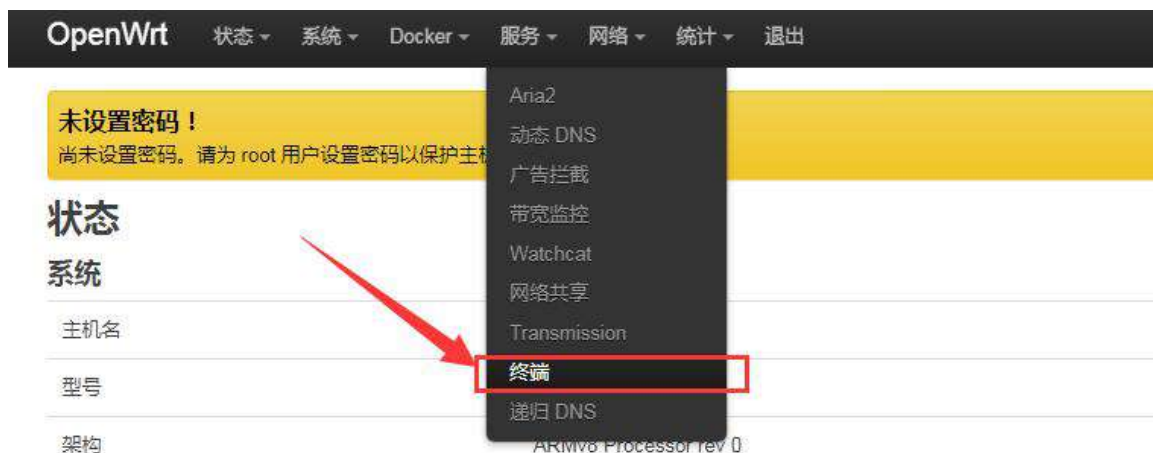 OpenWrt 状态 系统 Docker 服务 网络 统计 退出
未设置密码！
尚未设置密码。请为 root 用户设置密码以保护主机
Aria2
动态 DNS
广告拦截
带宽监控
Watchcat
网络共享
Transmission
终端
递归 DNS
状态
系统
主机名
型号
架构
ARMv8 Processor rev 0